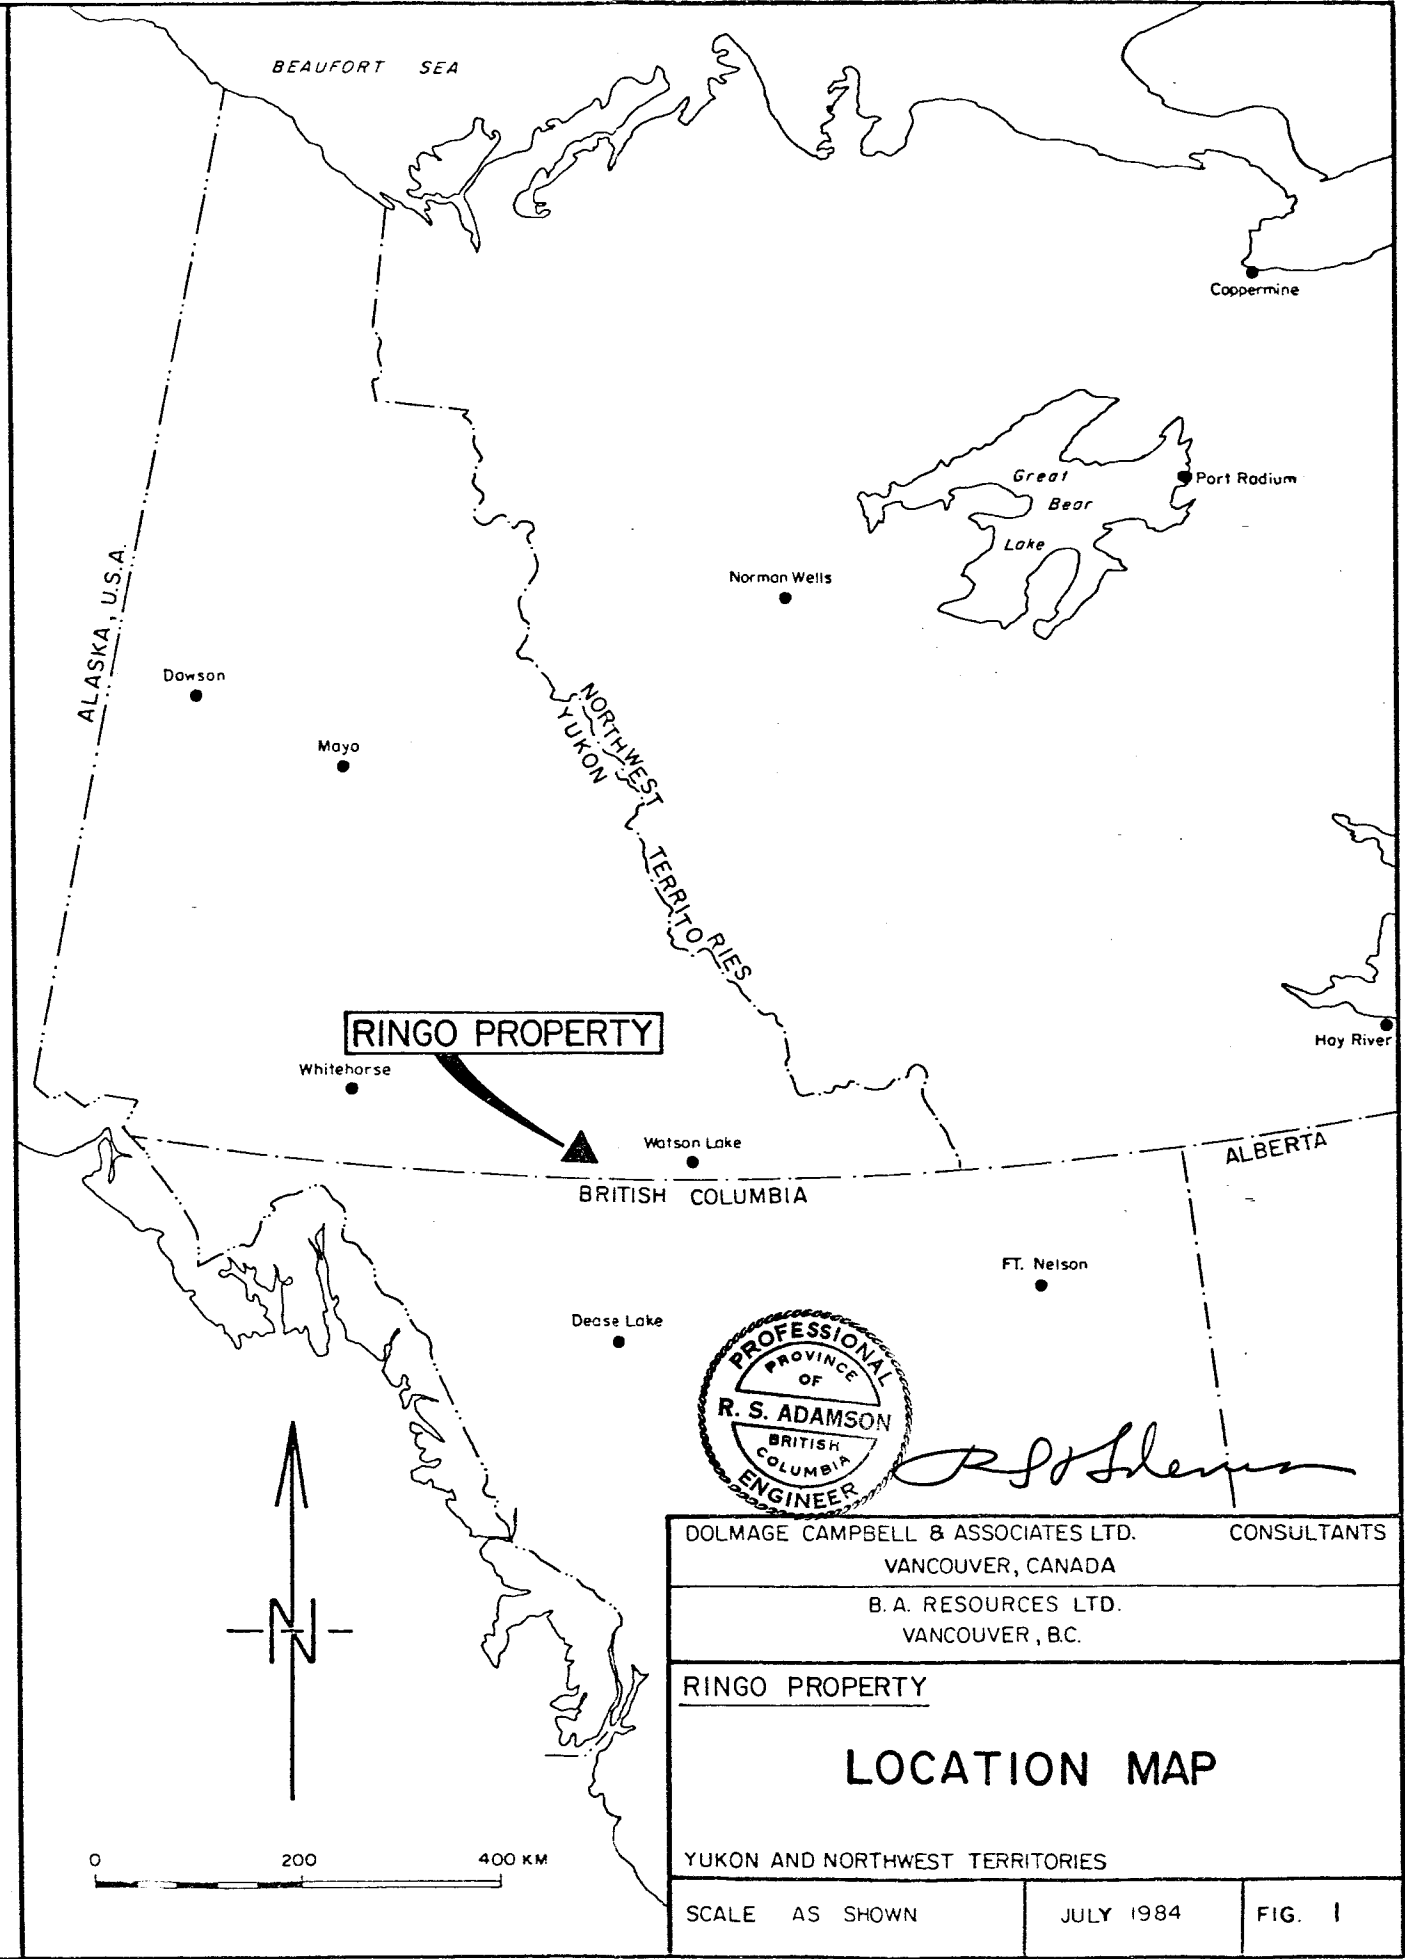 BEAUFORT SEA
Coppermine
Great
Bear
Lake
Port Radium
Norman Wells
ALASKA, U.S.A.
Dawson
Mayo
NORTHWEST TERRITORIES
YUKON
RINGO PROPERTY
Whitehorse
Hay River
Watson Lake
ALBERTA
BRITISH COLUMBIA
FT. Nelson
Dease Lake
PROFESSIONAL
PROVINCE
OF
R. S. ADAMSON
BRITISH
COLUMBIA
ENGINEER
N
DOLMAGE CAMPBELL & ASSOCIATES LTD. CONSULTANTS
VANCOUVER, CANADA
B. A. RESOURCES LTD.
VANCOUVER, B.C.
RINGO PROPERTY
LOCATION MAP
0 200 400 KM
YUKON AND NORTHWEST TERRITORIES
SCALE AS SHOWN JULY 1984 FIG. 1